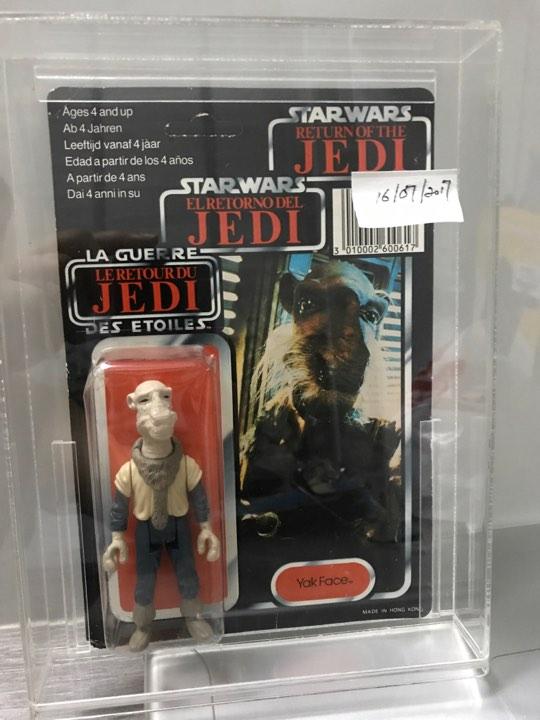 Ages 4 and up
Ab 4 Jahren
Leeftijd vanaf 4 jaar
Edad a partir de los 4 años
A partir de 4 ans
Dai 4 anni in su
STAR WARS
RETURN OF THE
JEDI
16/07/2017
3 010002 600617
STAR WARS
EL RETORNO DEL
JEDI
LA GUERRE
LE RETOUR DU
JEDI
DES ETOILES
Yak Face™
MADE IN HONG KONG